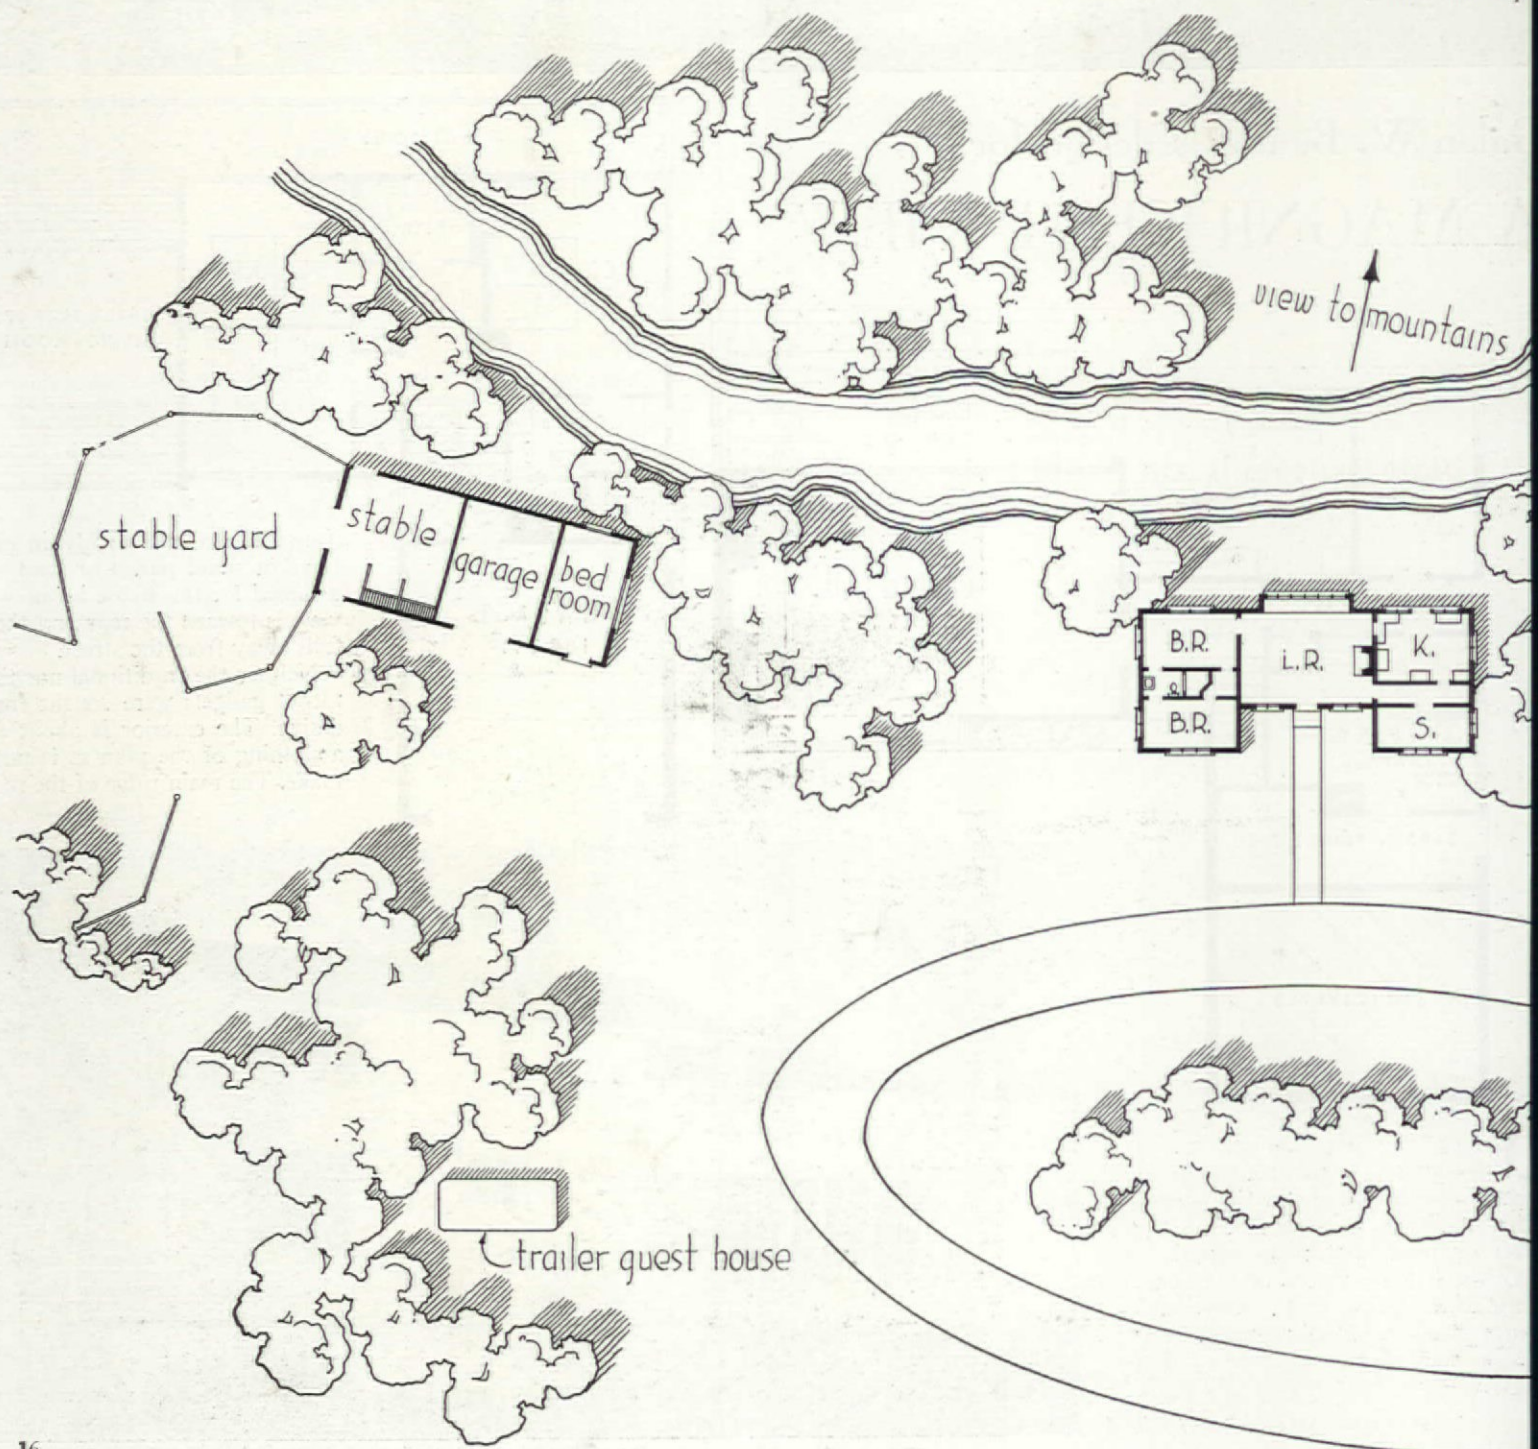 view to mountains
stable yard
stable
garage
bed
room
B.R.
L.R.
K.
B.R.
S.
trailer guest house
16